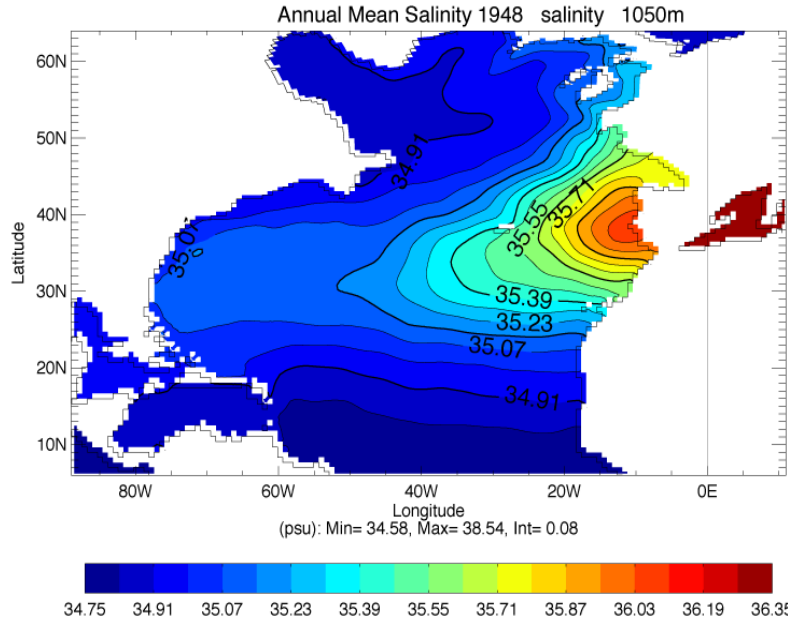 Annual Mean Salinity 1948 salinity 1050m
60N
50N
40N
30N
20N
10N
Latitude
34.91
35.07
35.55
35.71
35.39
35.23
35.07
34.91
80W 60W 40W 20W 0E
Longitude
(psu): Min= 34.58, Max= 38.54, Int= 0.08
34.75 34.91 35.07 35.23 35.39 35.55 35.71 35.87 36.03 36.19 36.35